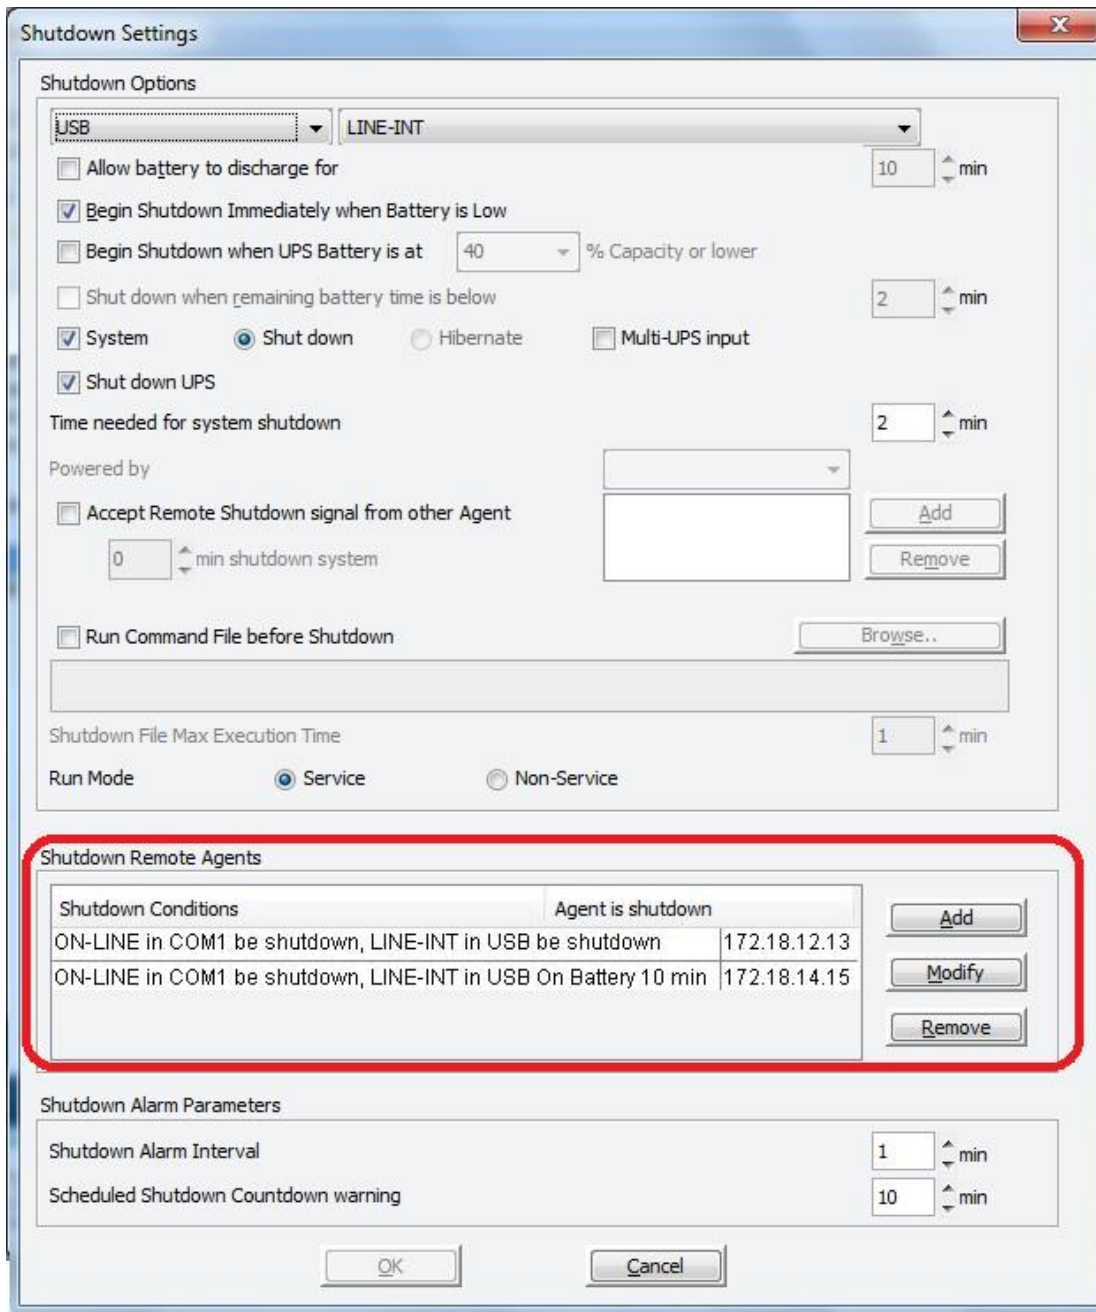 Shutdown Settings
Shutdown Options
USB LINE-INT
Allow battery to discharge for 10 min
Begin Shutdown Immediately when Battery is Low
Begin Shutdown when UPS Battery is at 40 % Capacity or lower
Shut down when remaining battery time is below 2 min
System Shut down Hibernate Multi-UPS input
Shut down UPS
Time needed for system shutdown 2 min
Powered by
Accept Remote Shutdown signal from other Agent Add
0 min shutdown system Remove
Run Command File before Shutdown Browse..
Shutdown File Max Execution Time 1 min
Run Mode Service Non-Service
Shutdown Remote Agents
Shutdown Conditions Agent is shutdown Add
ON-LINE in COM1 be shutdown, LINE-INT in USB be shutdown 172.18.12.13
ON-LINE in COM1 be shutdown, LINE-INT in USB On Battery 10 min 172.18.14.15 Modify
Remove
Shutdown Alarm Parameters
Shutdown Alarm Interval 1 min
Scheduled Shutdown Countdown warning 10 min
OK Cancel